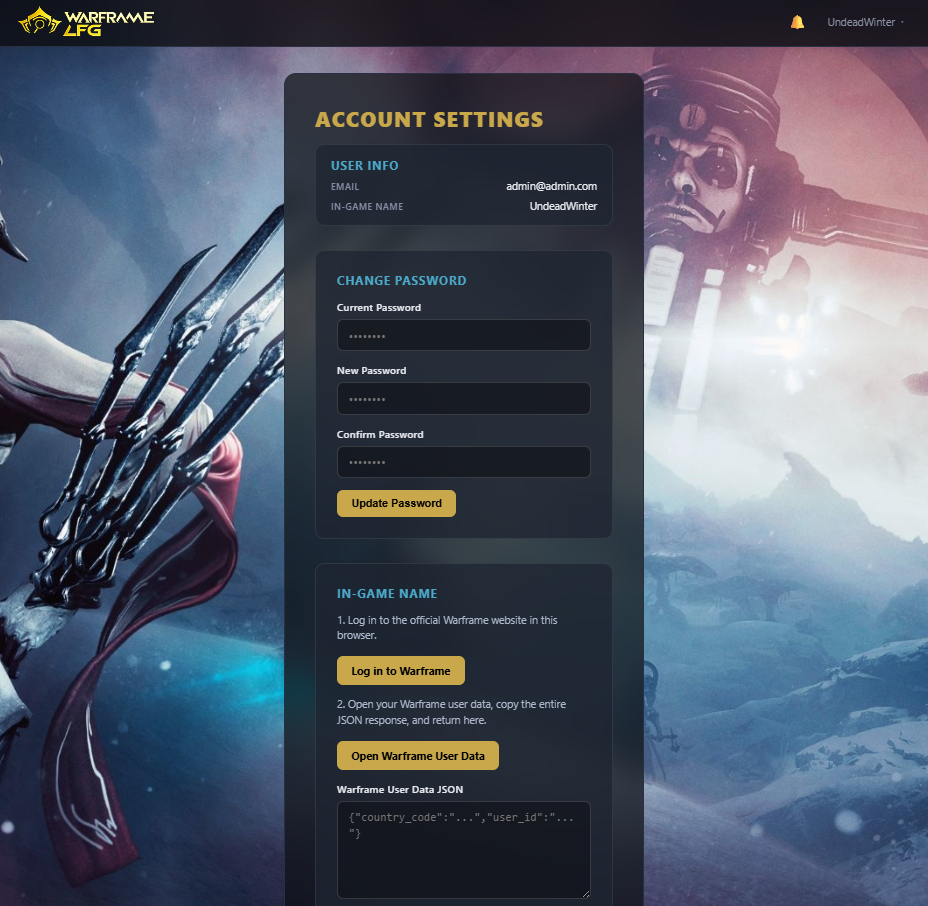 WARFRAME
LFG
UndeadWinter
ACCOUNT SETTINGS
USER INFO
EMAIL admin@admin.com
IN-GAME NAME UndeadWinter
CHANGE PASSWORD
Current Password
••••••••
New Password
••••••••
Confirm Password
••••••••
Update Password
IN-GAME NAME
1. Log in to the official Warframe website in this
browser.
Log in to Warframe
2. Open your Warframe user data, copy the entire
JSON response, and return here.
Open Warframe User Data
Warframe User Data JSON
{"country_code":"...","user_id":"...
"}